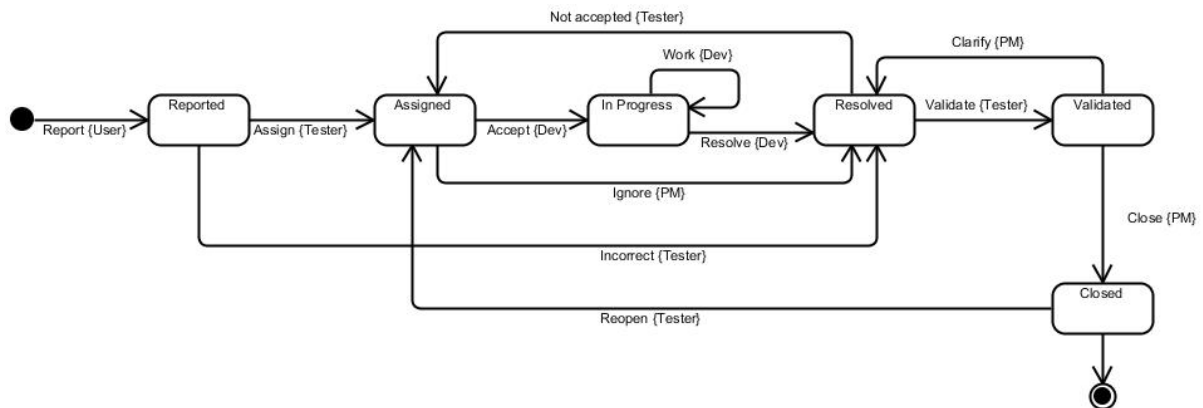 Not accepted {Tester}
Clarify {PM}
Work {Dev}
Reported
Assigned
In Progress
Resolved
Validated
Report {User}
Assign {Tester}
Accept {Dev}
Resolve {Dev}
Validate {Tester}
Ignore {PM}
Close {PM}
Incorrect {Tester}
Closed
Reopen {Tester}